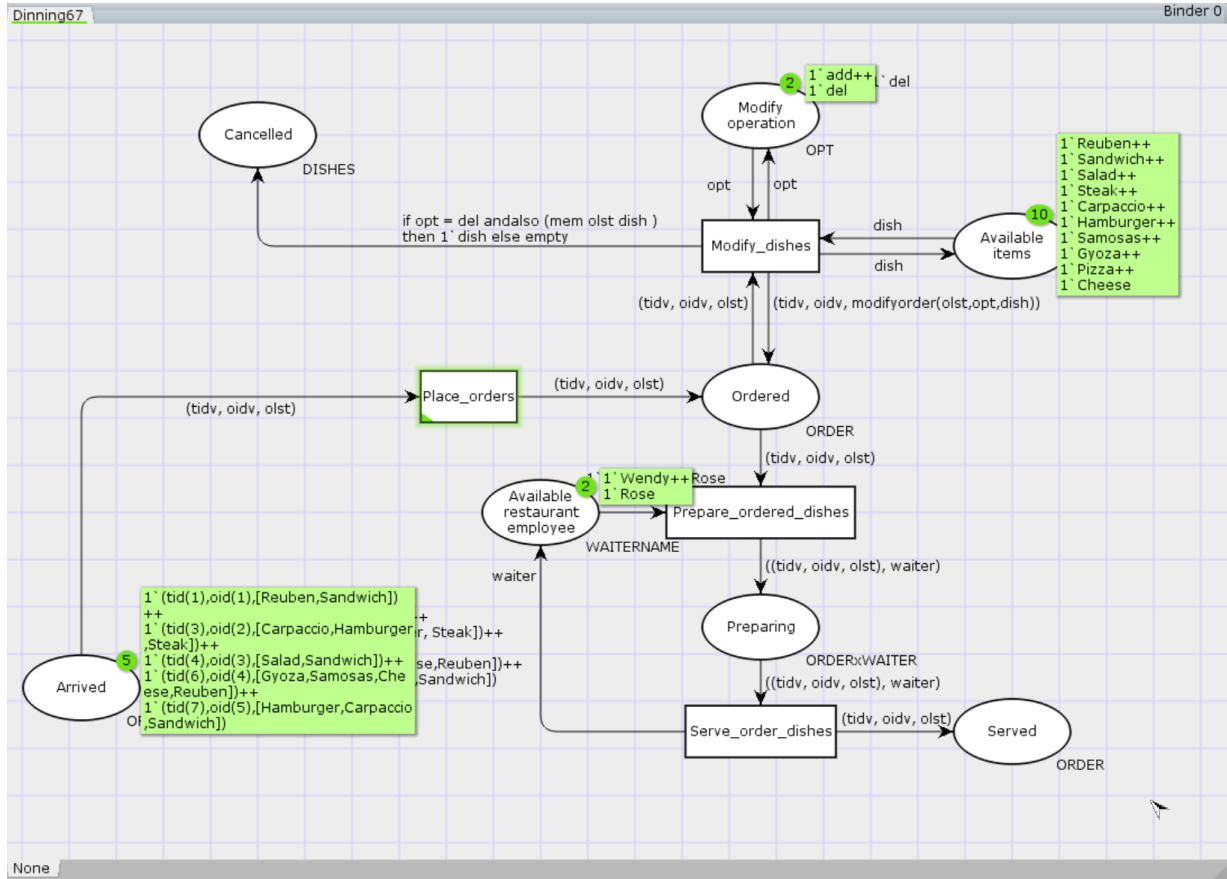 Dinning67
Binder 0
1`add++
1`del
1`del
2
Modify
operation
OPT
Cancelled
DISHES
opt
opt
1`Reuben++
1`Sandwich++
1`Salad++
1`Steak++
1`Carpaccio++
1`Hamburger++
1`Samosas++
1`Gyoza++
1`Pizza++
1`Cheese
10
Available
items
if opt = del andalso (mem olst dish )
then 1`dish else empty
Modify_dishes
dish
dish
(tidv, oidv, olst)
(tidv, oidv, modifyorder(olst,opt,dish))
Place_orders
(tidv, oidv, olst)
(tidv, oidv, olst)
Ordered
ORDER
(tidv, oidv, olst)
2
1`Wendy++
1`Rose
Rose
Available
restaurant
employee
WAITERNAME
Prepare_ordered_dishes
waiter
((tidv, oidv, olst), waiter)
Preparing
ORDERxWAITER
((tidv, oidv, olst), waiter)
5
1`(tid(1),oid(1),[Reuben,Sandwich])
++
1`(tid(3),oid(2),[Carpaccio,Hamburger
,Steak])++
1`(tid(4),oid(3),[Salad,Sandwich])++
1`(tid(6),oid(4),[Gyoza,Samosas,Che
ese,Reuben])++
1`(tid(7),oid(5),[Hamburger,Carpaccio
,Sandwich])
++
r, Steak])++
se,Reuben])++
,Sandwich])
Arrived
Serve_order_dishes
(tidv, oidv, olst)
Served
ORDER
None